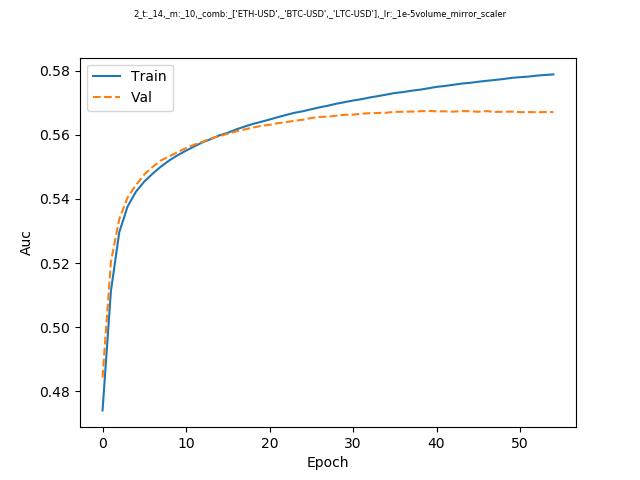 2_t:_14,_m:_10,_comb:_['ETH-USD',_'BTC-USD',_'LTC-USD'],_lr:_1e-5volume_mirror_scaler
Train
Val
0.58
0.56
0.54
0.52
0.50
0.48
Auc
0 10 20 30 40 50
Epoch